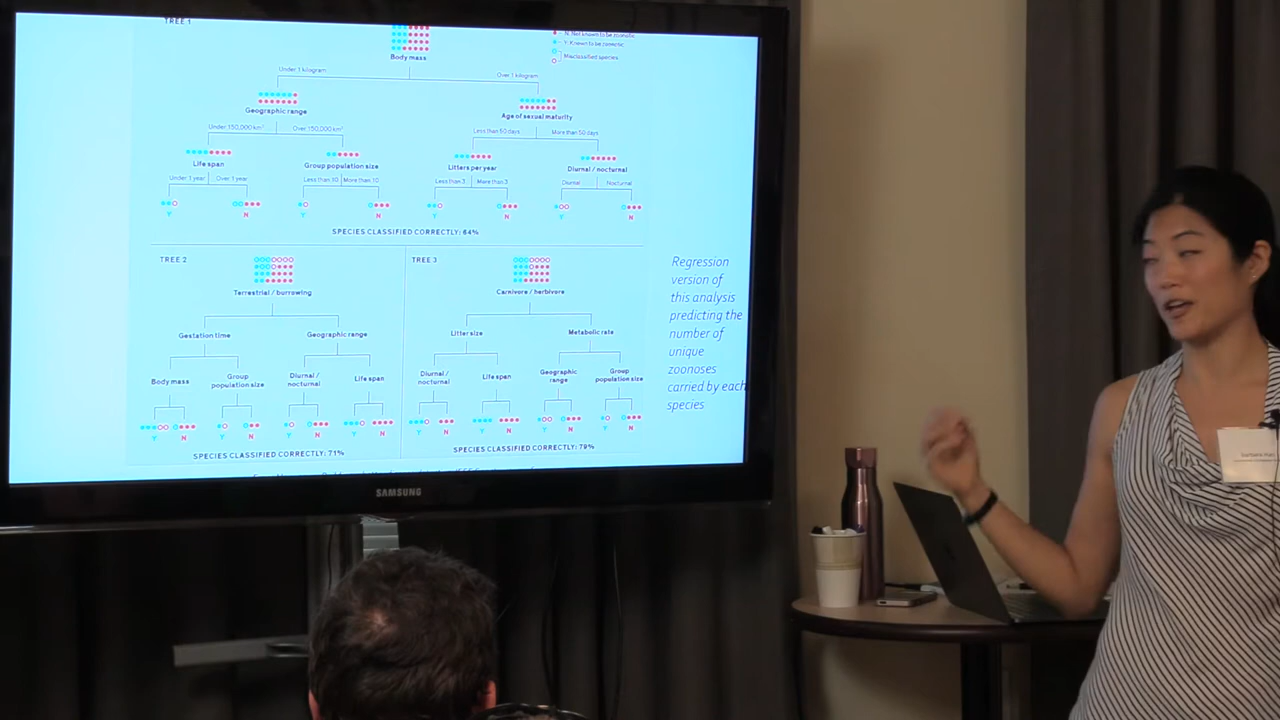 TREE 1
N: Not known to be zoonotic
Y: Known to be zoonotic
Misclassified species
Body mass
Under 1 kilogram
Over 1 kilogram
Geographic range
Age of sexual maturity
Under 150,000 km²
Over 150,000 km²
Less than 50 days
More than 50 days
Life span
Group population size
Litters per year
Diurnal / nocturnal
Under 1 year
Over 1 year
Less than 10
More than 10
Less than 3
More than 3
Diurnal
Nocturnal
Y
N
Y
N
Y
N
Y
N
SPECIES CLASSIFIED CORRECTLY: 64%
TREE 2
Terrestrial / burrowing
Gestation time
Geographic range
Body mass
Group
population size
Diurnal /
nocturnal
Life span
Y
N
Y
N
Y
N
Y
N
SPECIES CLASSIFIED CORRECTLY: 71%
TREE 3
Carnivore / herbivore
Litter size
Metabolic rate
Diurnal /
nocturnal
Life span
Geographic
range
Group
population size
Y
N
Y
N
Y
N
Y
N
SPECIES CLASSIFIED CORRECTLY: 79%
Regression
version of
this analysis
predicting the
number of
unique
zoonoses
carried by each
species
SAMSUNG